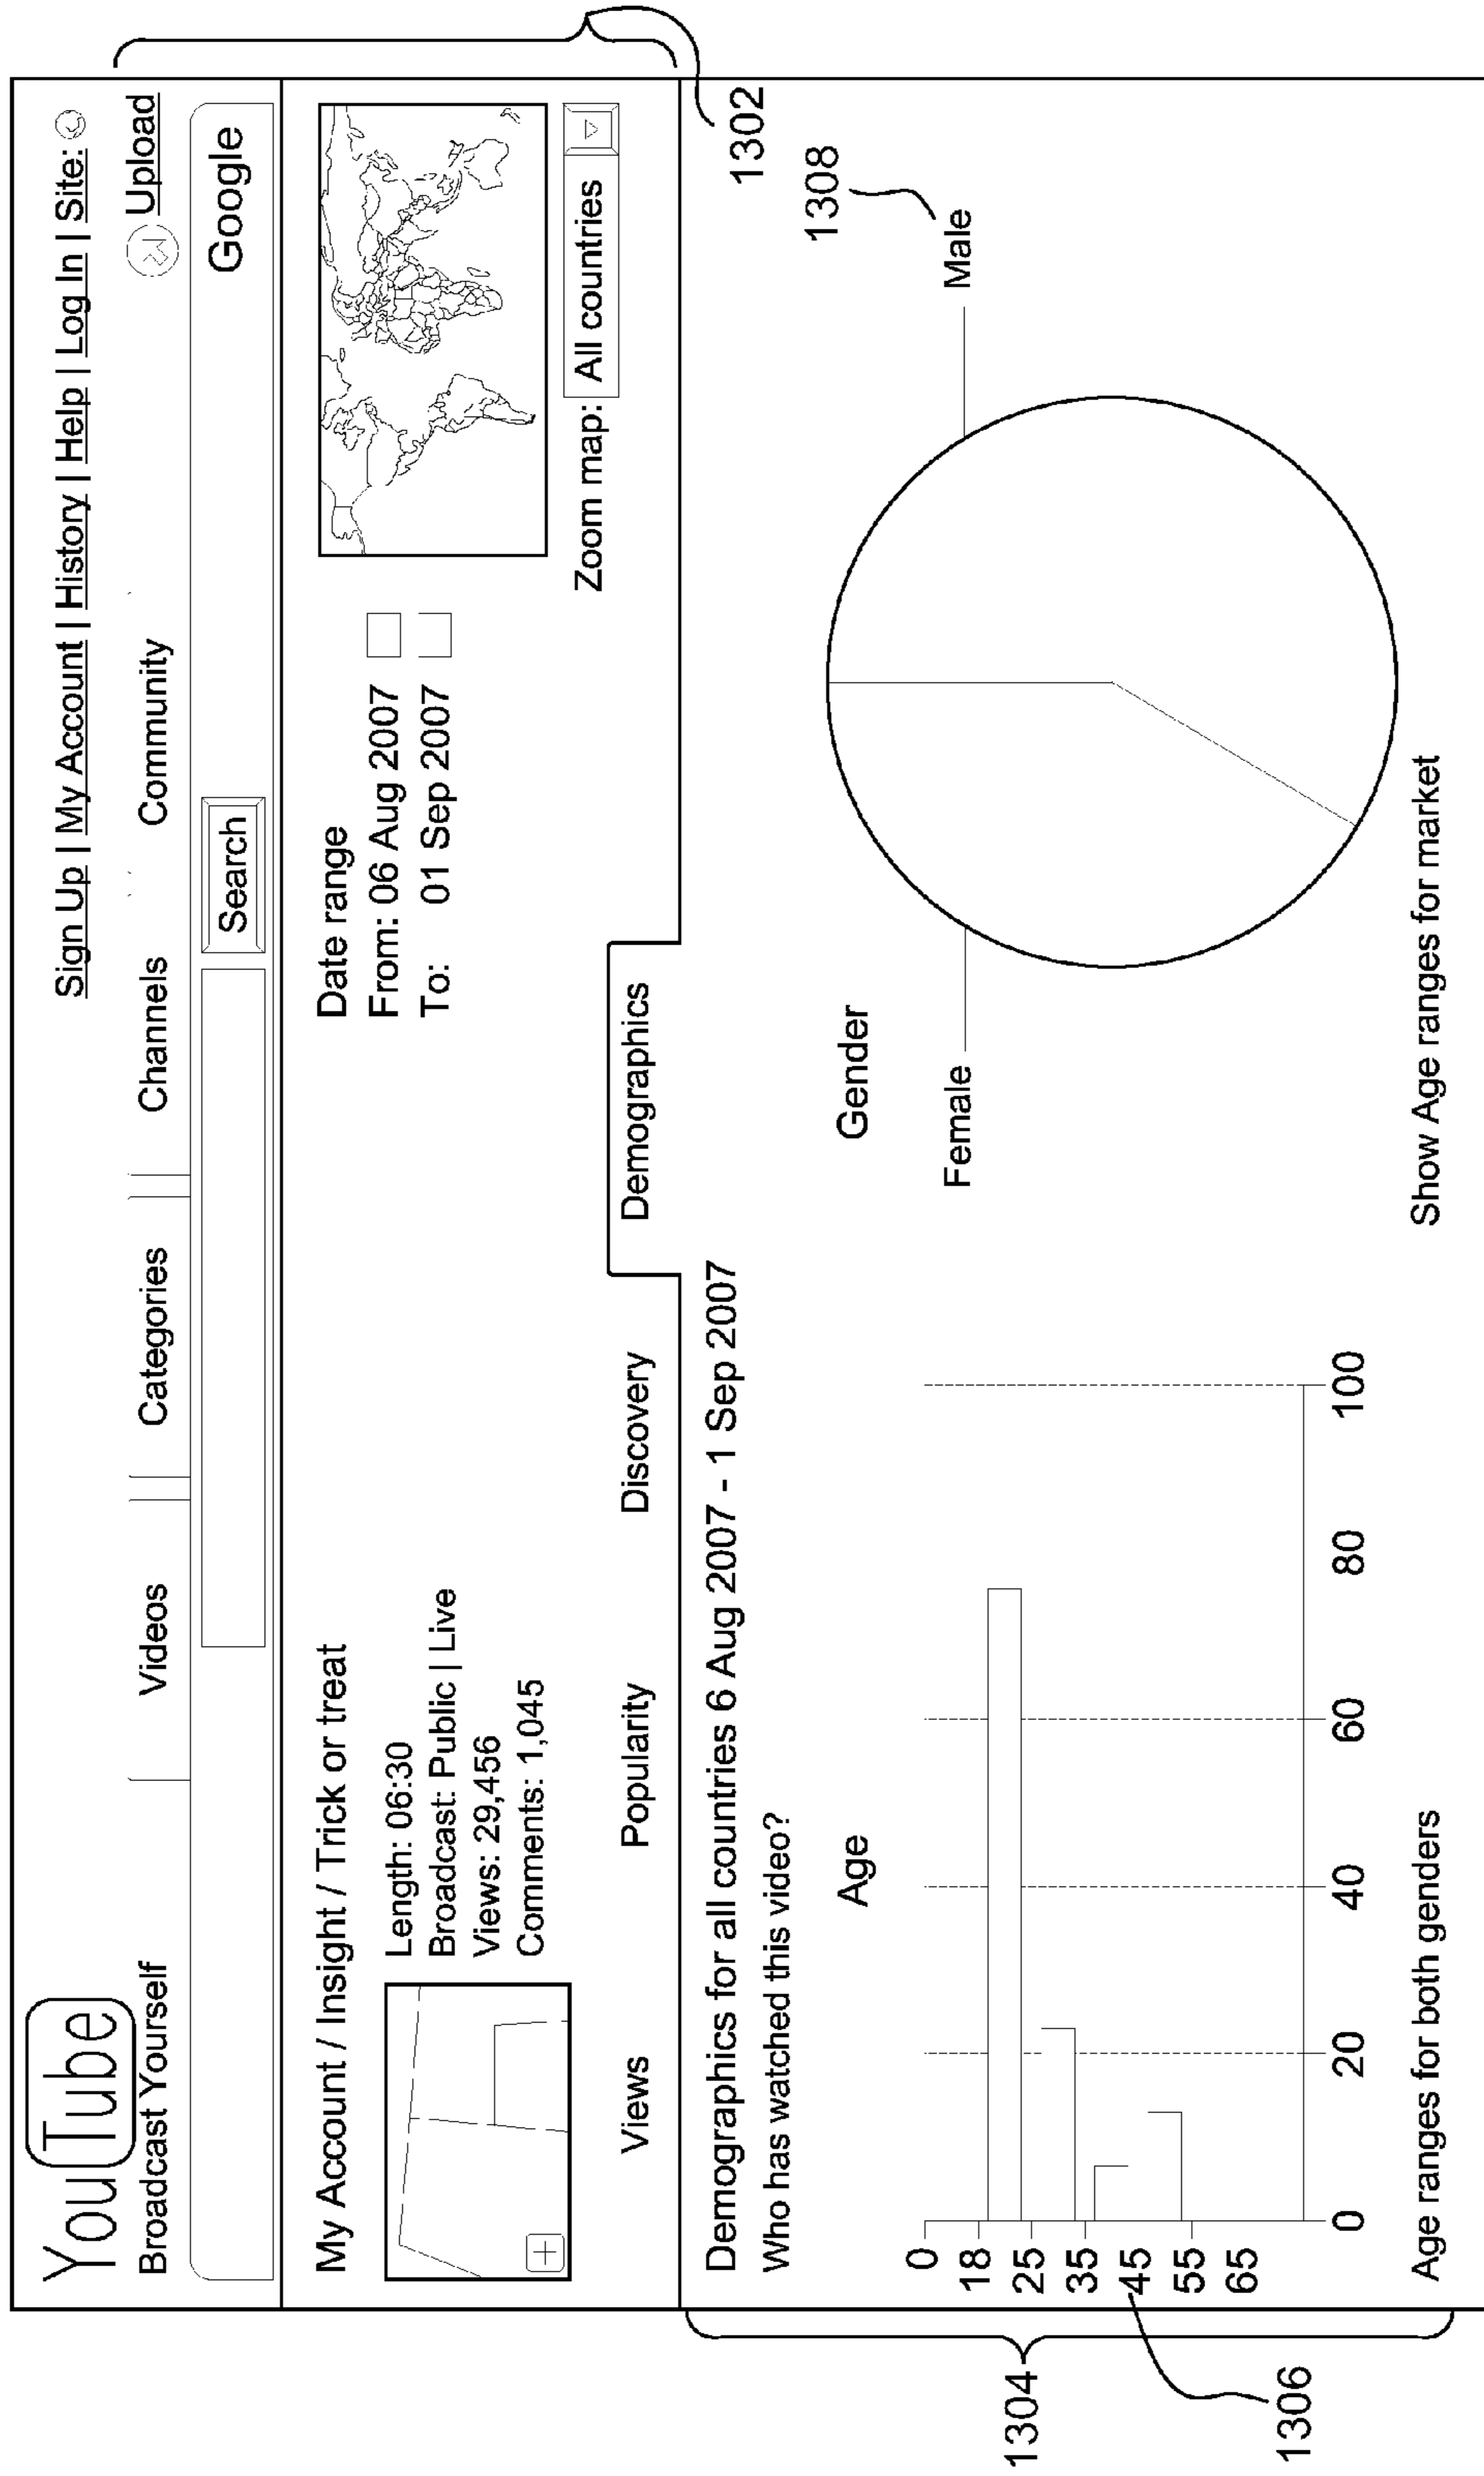 Sign Up | My Account | History | Help | Log In | Site:
YouTube
Broadcast Yourself
Videos
Categories
Channels
Community
Upload
Search
Google
My Account / Insight / Trick or treat
Length: 06:30
Broadcast: Public | Live
Views: 29,456
Comments: 1,045
Date range
From: 06 Aug 2007
To: 01 Sep 2007
Zoom map: All countries
Views
Popularity
Discovery
Demographics
1302
Demographics for all countries 6 Aug 2007 - 1 Sep 2007
Who has watched this video?
1304
Age
0
18
25
35
45
55
65
0 20 40 60 80 100
1306
Age ranges for both genders
Gender
Female
Male
1308
Show Age ranges for market